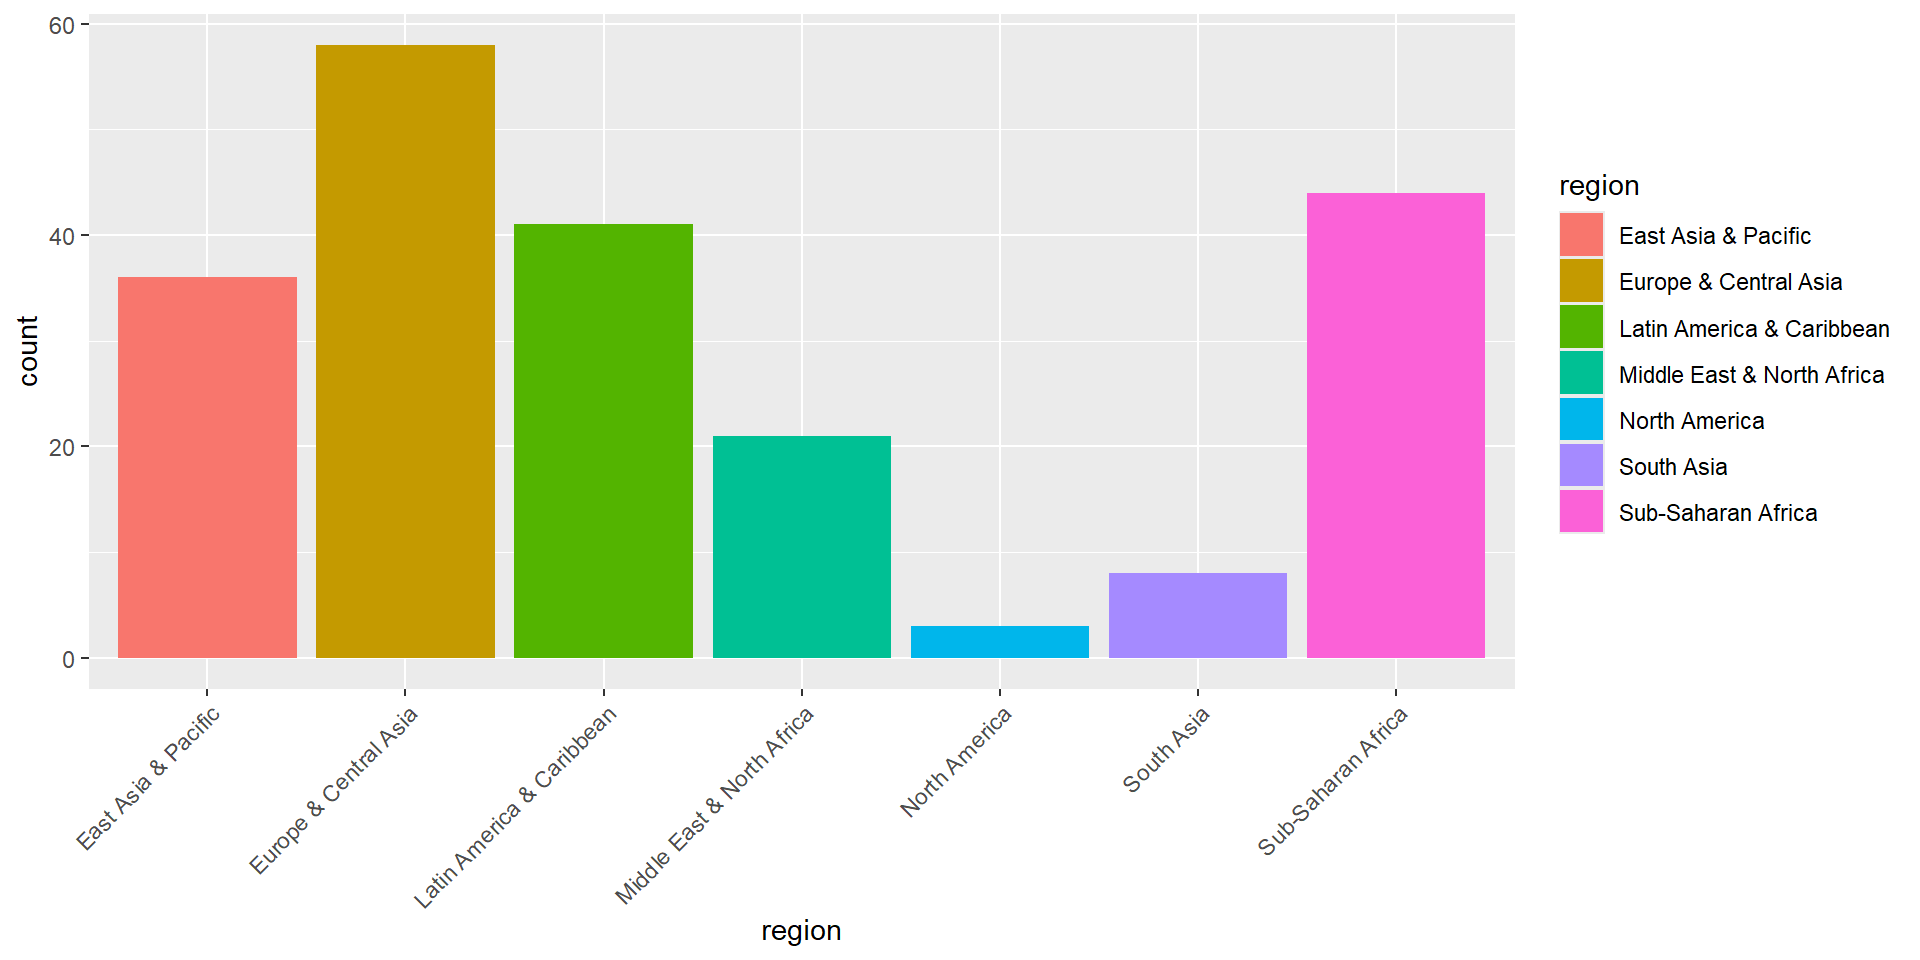 60
40
20
0
count
East Asia & Pacific
Europe & Central Asia
Latin America & Caribbean
Middle East & North Africa
North America
South Asia
Sub-Saharan Africa
region
region
East Asia & Pacific
Europe & Central Asia
Latin America & Caribbean
Middle East & North Africa
North America
South Asia
Sub-Saharan Africa